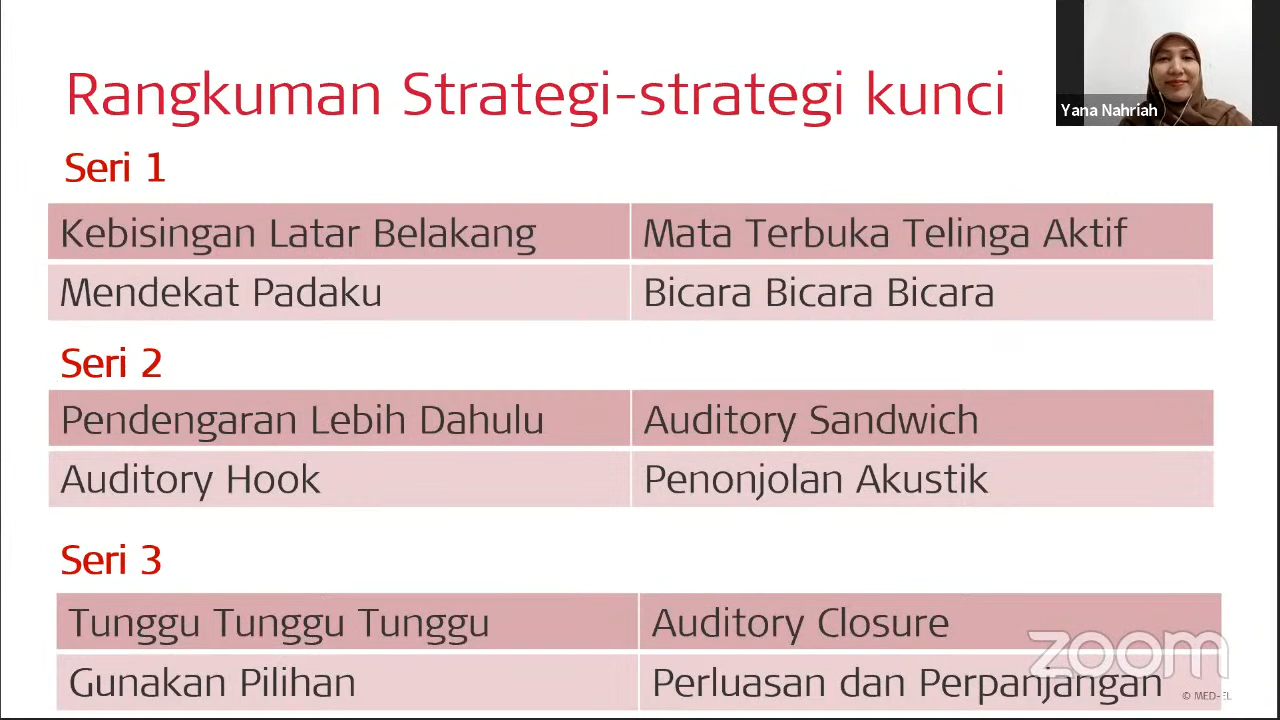 Rangkuman Strategi-strategi kunci
Yana Nahriah
Seri 1
Kebisingan Latar Belakang
Mata Terbuka Telinga Aktif
Mendekat Padaku
Bicara Bicara Bicara
Seri 2
Pendengaran Lebih Dahulu
Auditory Sandwich
Auditory Hook
Penonjolan Akustik
Seri 3
Tunggu Tunggu Tunggu
Auditory Closure
Gunakan Pilihan
Perluasan dan Perpanjangan
zoom
© MED-EL